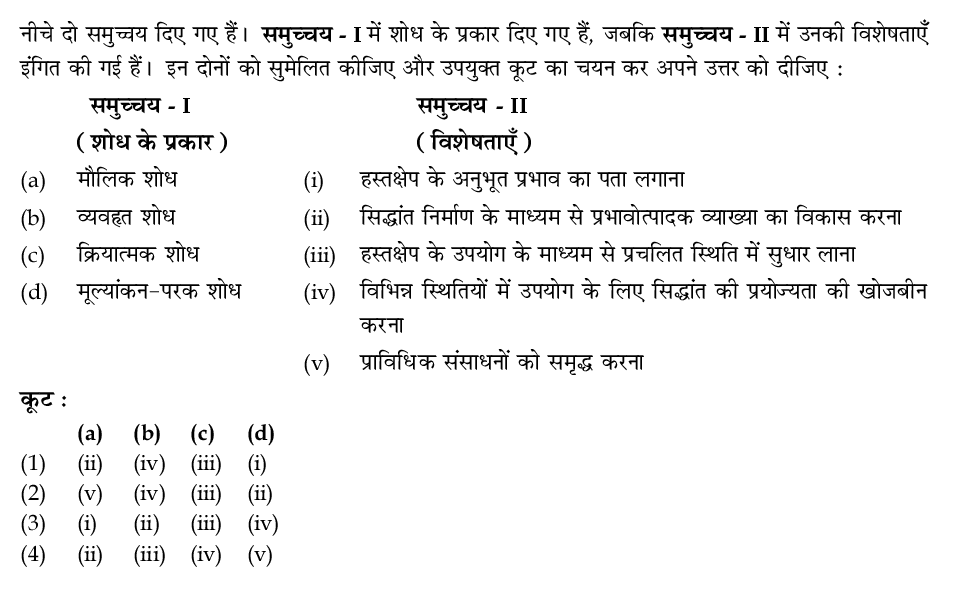 नीचे दो समुच्चय दिए गए हैं। समुच्चय - I में शोध के प्रकार दिए गए हैं, जबकि समुच्चय - II में उनकी विशेषताएँ
इंगित की गई हैं। इन दोनों को सुमेलित कीजिए और उपयुक्त कूट का चयन कर अपने उत्तर को दीजिए :
समुच्चय - I समुच्चय - II
( शोध के प्रकार ) ( विशेषताएँ )
(a) मौलिक शोध (i) हस्तक्षेप के अनुभूत प्रभाव का पता लगाना
(b) व्यवहृत शोध (ii) सिद्धांत निर्माण के माध्यम से प्रभावोत्पादक व्याख्या का विकास करना
(c) क्रियात्मक शोध (iii) हस्तक्षेप के उपयोग के माध्यम से प्रचलित स्थिति में सुधार लाना
(d) मूल्यांकन-परक शोध (iv) विभिन्न स्थितियों में उपयोग के लिए सिद्धांत की प्रयोज्यता की खोजबीन
करना
(v) प्राविधिक संसाधनों को समृद्ध करना
कूट :
(a) (b) (c) (d)
(1) (ii) (iv) (iii) (i)
(2) (v) (iv) (iii) (ii)
(3) (i) (ii) (iii) (iv)
(4) (ii) (iii) (iv) (v)